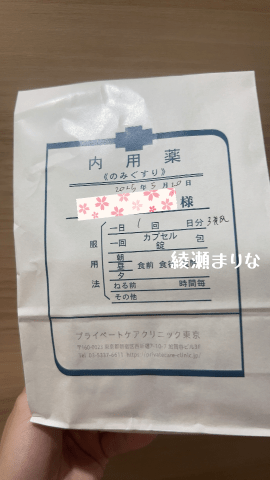 内用薬
《のみぐすり》
2025年5月30日
様
一日 1 回 日分
服用法
一回 カプセル 錠 包
朝
昼 食前 食
夕
ねる前 時間毎
その他
綾瀬まりな
プライベートケアクリニック東京